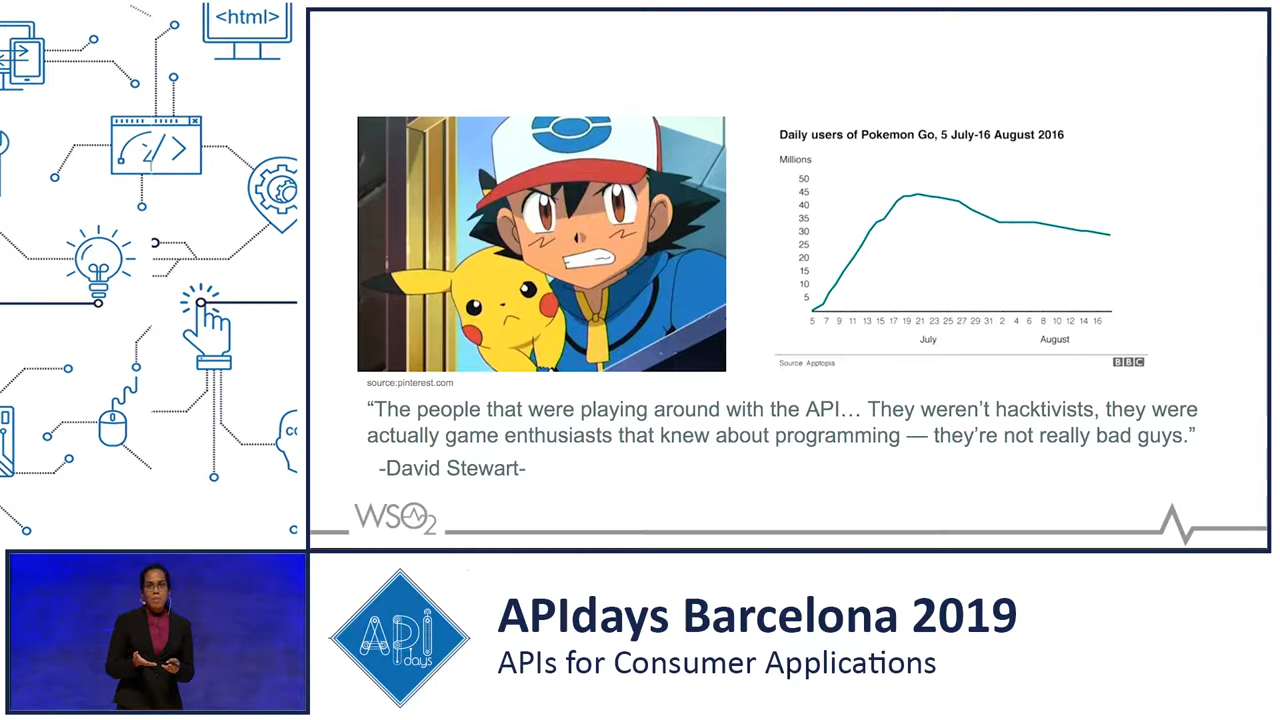 <html>
Daily users of Pokemon Go, 5 July-16 August 2016
Millions
50
45
40
35
30
25
20
15
10
5
5 7 9 11 13 15 17 19 21 23 25 27 29 31 2 4 6 8 10 12 14 16
July August
Source Apptopia BBC
source:pinterest.com
“The people that were playing around with the API… They weren’t hacktivists, they were
actually game enthusiasts that knew about programming — they’re not really bad guys.”
-David Stewart-
WSO2
API
days
APIdays Barcelona 2019
APIs for Consumer Applications